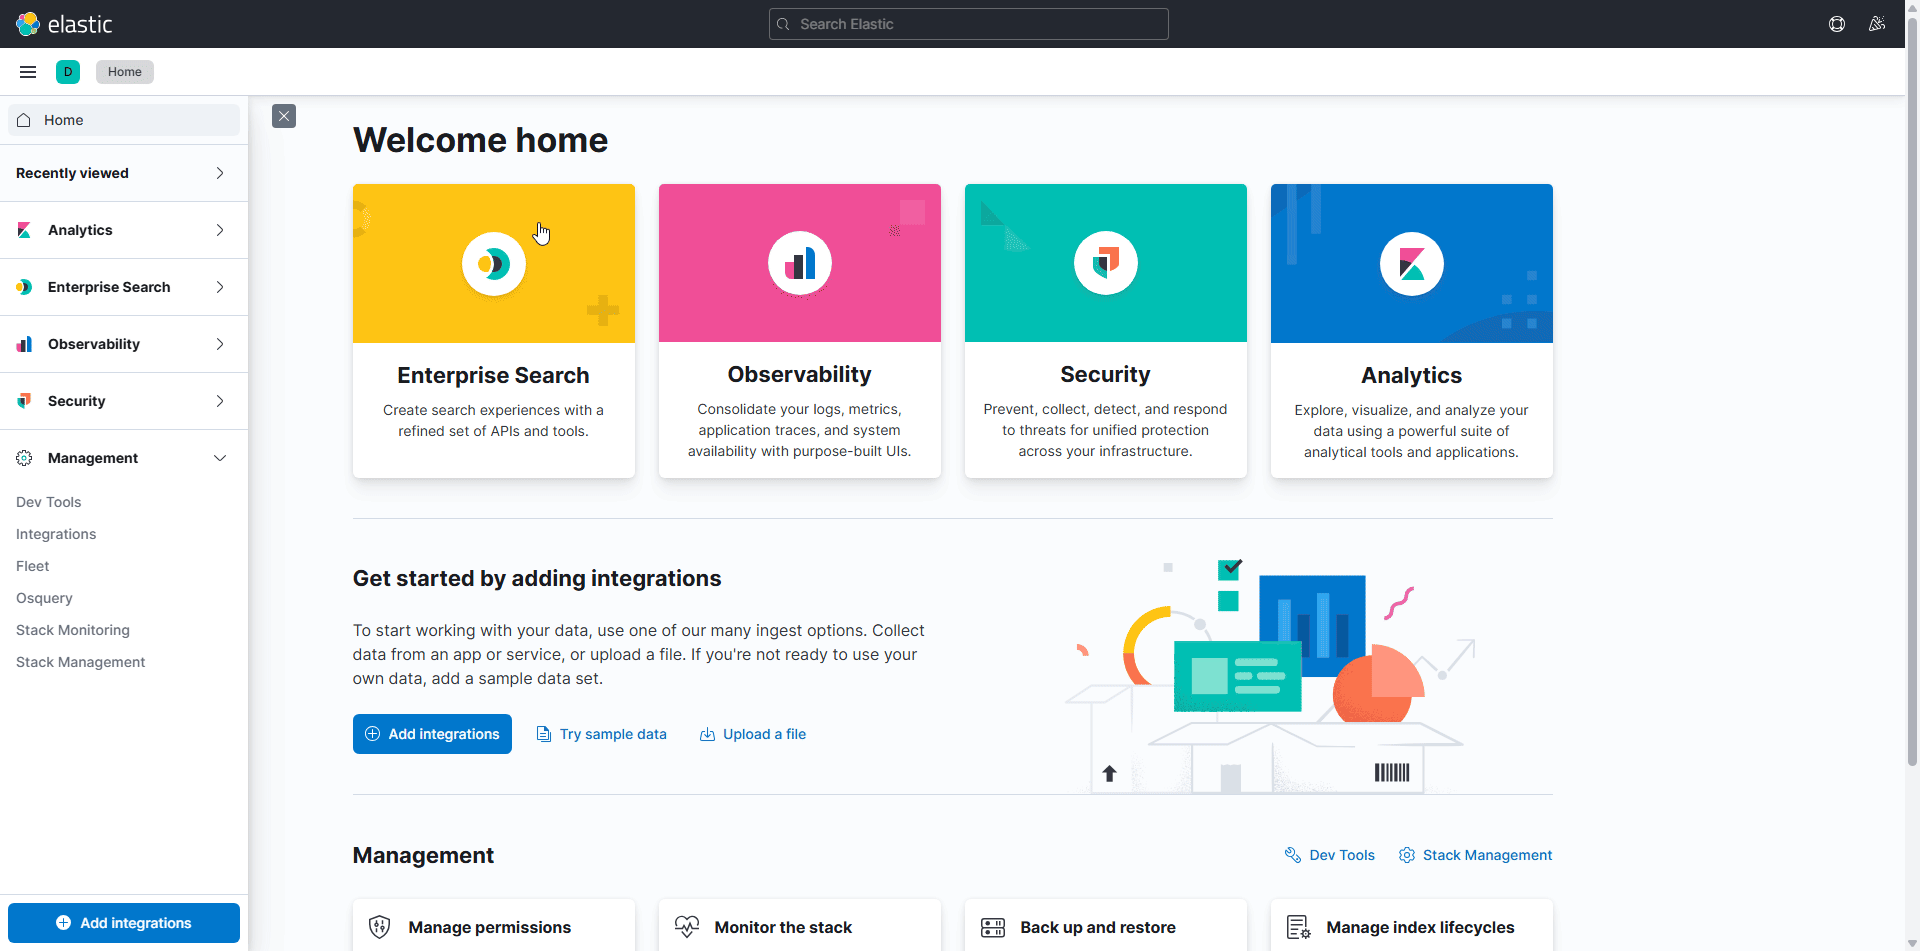 elastic
Search Elastic
D
Home
Home
Recently viewed
Analytics
Enterprise Search
Observability
Security
Management
Dev Tools
Integrations
Fleet
Osquery
Stack Monitoring
Stack Management
Add integrations
Welcome home
Enterprise Search
Create search experiences with a
refined set of APIs and tools.
Observability
Consolidate your logs, metrics,
application traces, and system
availability with purpose-built UIs.
Security
Prevent, collect, detect, and respond
to threats for unified protection
across your infrastructure.
Analytics
Explore, visualize, and analyze your
data using a powerful suite of
analytical tools and applications.
Get started by adding integrations
To start working with your data, use one of our many ingest options. Collect
data from an app or service, or upload a file. If you're not ready to use your
own data, add a sample data set.
Add integrations
Try sample data
Upload a file
Management
Dev Tools
Stack Management
Manage permissions
Monitor the stack
Back up and restore
Manage index lifecycles